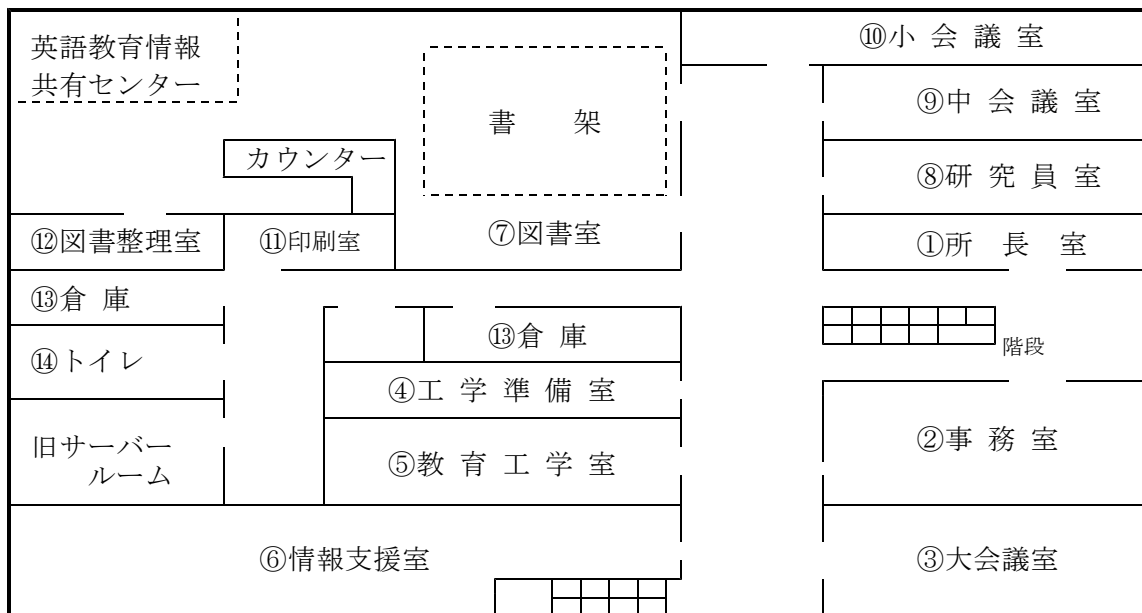 英語教育情報
共有センター
書 架
カウンター
⑩小 会 議 室
⑨中 会 議 室
⑧研 究 員 室
①所 長 室
⑫図書整理室
⑪印刷室
⑦図書室
⑬倉 庫
⑬倉 庫
階段
⑭トイレ
④工 学 準 備 室
旧サーバー
ルーム
⑤教 育 工 学 室
②事 務 室
⑥情報支援室
③大会議室